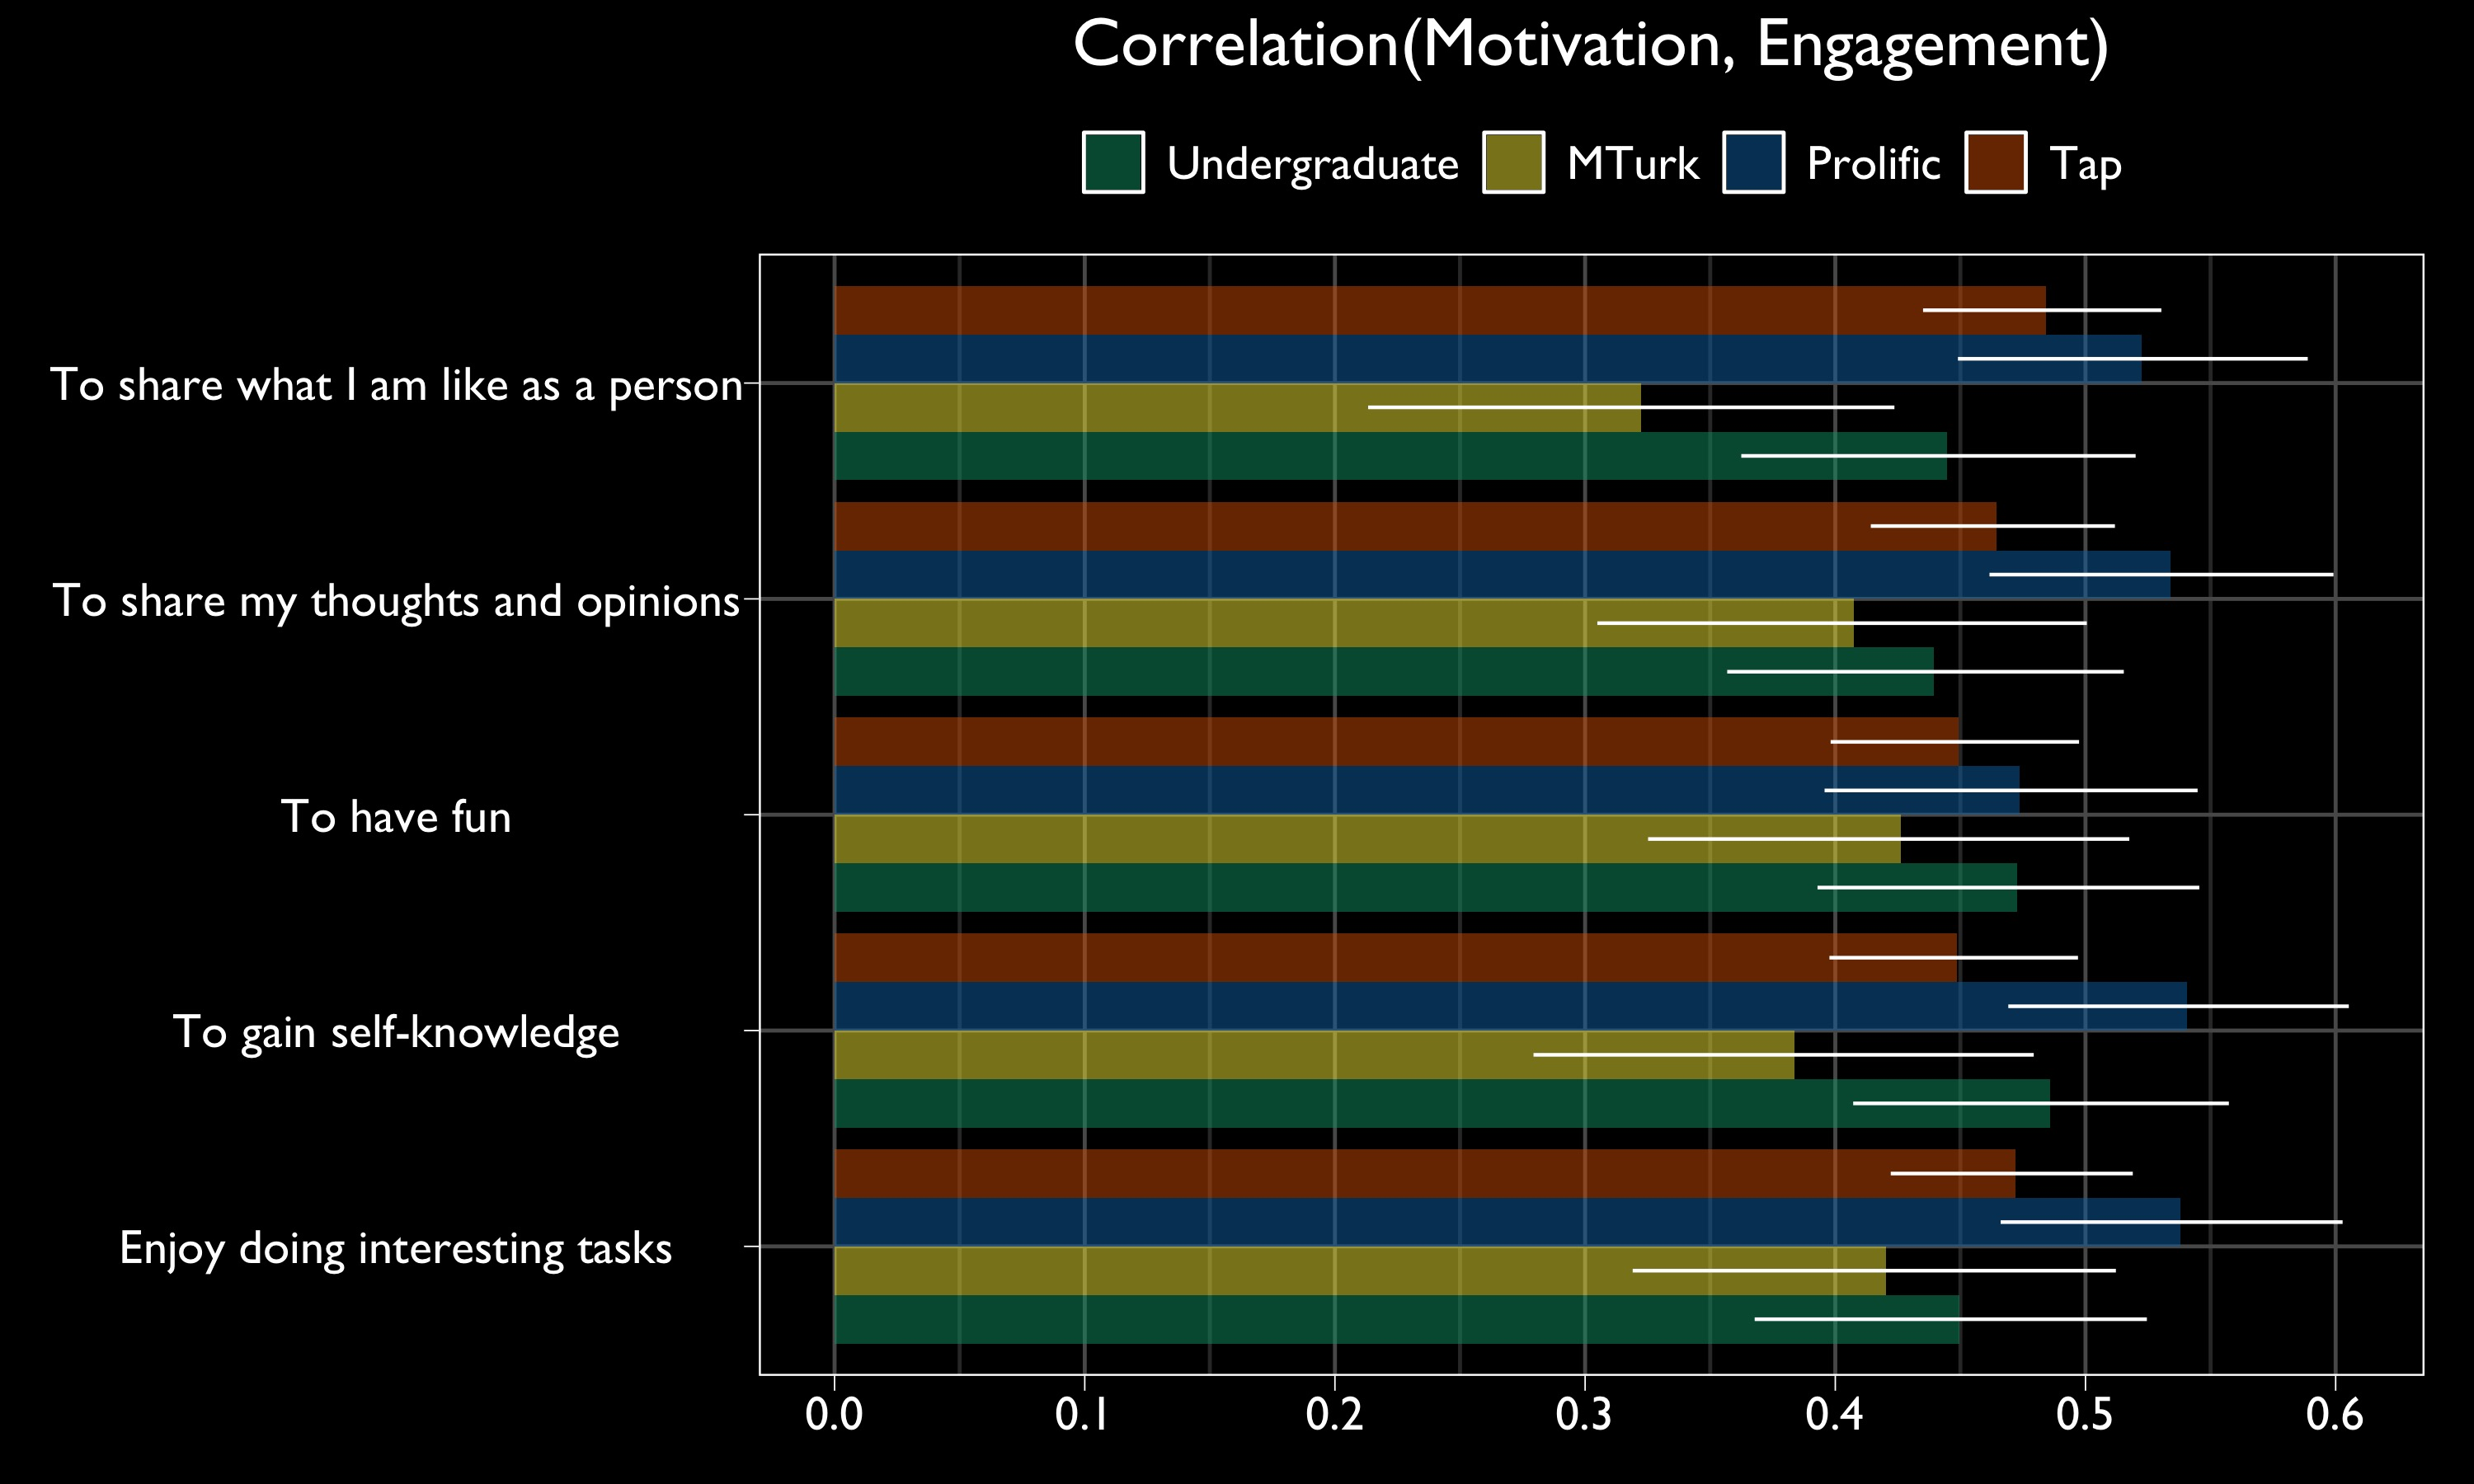 Correlation(Motivation, Engagement)
Undergraduate MTurk Prolific Tap
To share what I am like as a person
To share my thoughts and opinions
To have fun
To gain self-knowledge
Enjoy doing interesting tasks
0.0 0.1 0.2 0.3 0.4 0.5 0.6